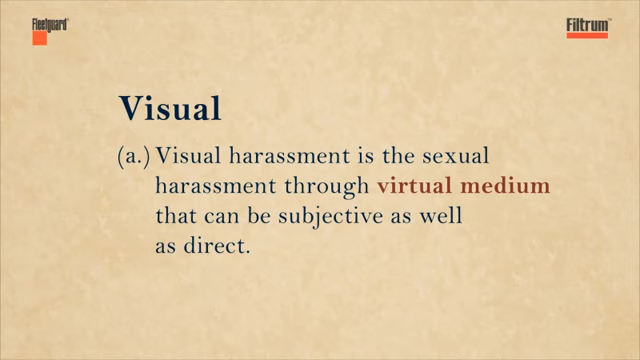 Fleetguard®
Filtrum™
Visual
(a.) Visual harassment is the sexual
harassment through virtual medium
that can be subjective as well
as direct.